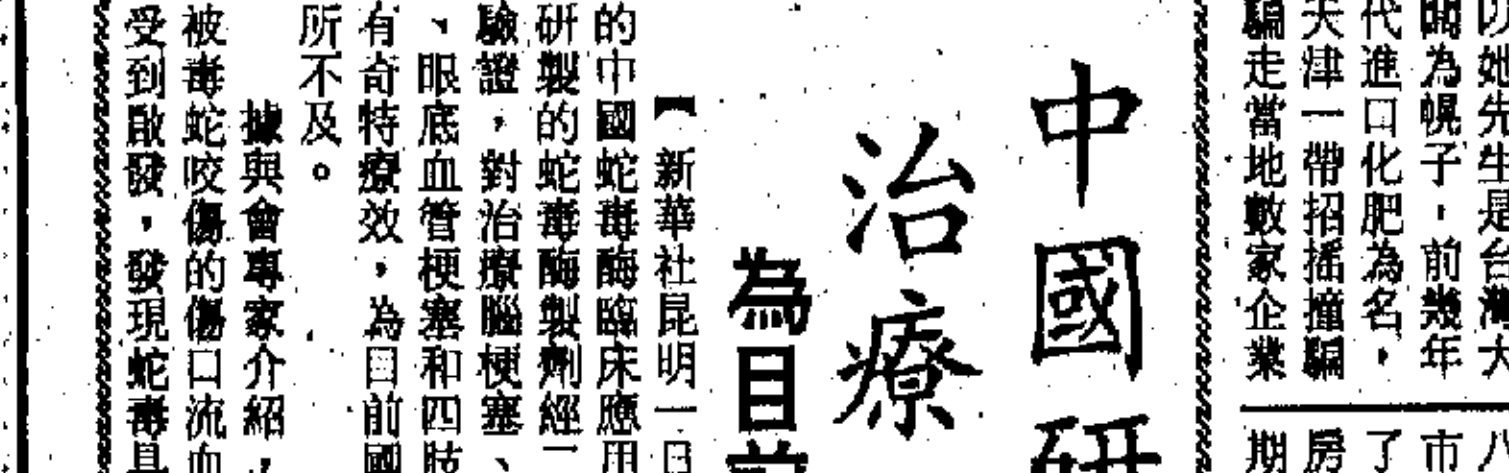 以她先生是台灣大
閙為幌子，前幾年
代進口化肥為名，
天津一帶招搖撞騙
騙走當地數家企業
八
市
了
房
期
中國研
治療
為目前
【新華社昆明一日
的中國蛇毒酶臨床應用
研製的蛇毒酶製劑經
驗證，對治療腦梗塞、
、眼底血管梗塞和四肢
有奇特療效，為目前國
所不及。
據與會專家介紹，
被毒蛇咬傷的傷口流血
受到啟發，發現蛇毒具